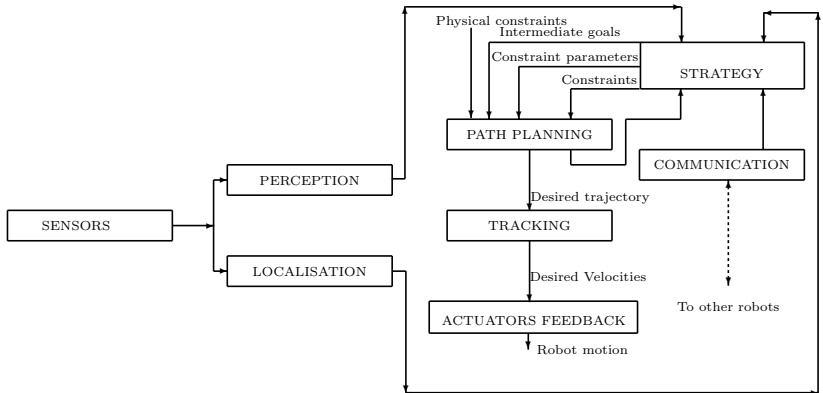 Physical constraints
Intermediate goals
Constraint parameters
STRATEGY
Constraints
PATH PLANNING
COMMUNICATION
PERCEPTION
Desired trajectory
SENSORS
TRACKING
LOCALISATION
Desired Velocities
To other robots
ACTUATORS FEEDBACK
Robot motion